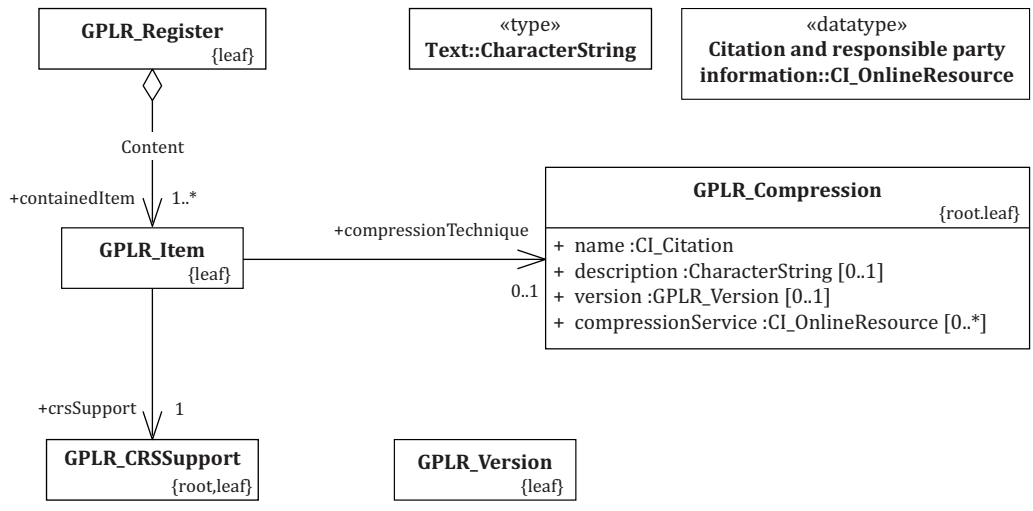 GPLR_Register
{leaf}
«type»
Text::CharacterString
«datatype»
Citation and responsible party
information::CI_OnlineResource
Content
+containedItem
1..*
GPLR_Item
{leaf}
+compressionTechnique
0..1
GPLR_Compression
{root.leaf}
+ name :CI_Citation
+ description :CharacterString [0..1]
+ version :GPLR_Version [0..1]
+ compressionService :CI_OnlineResource [0..*]
+crsSupport
1
GPLR_CRSSupport
{root,leaf}
GPLR_Version
{leaf}